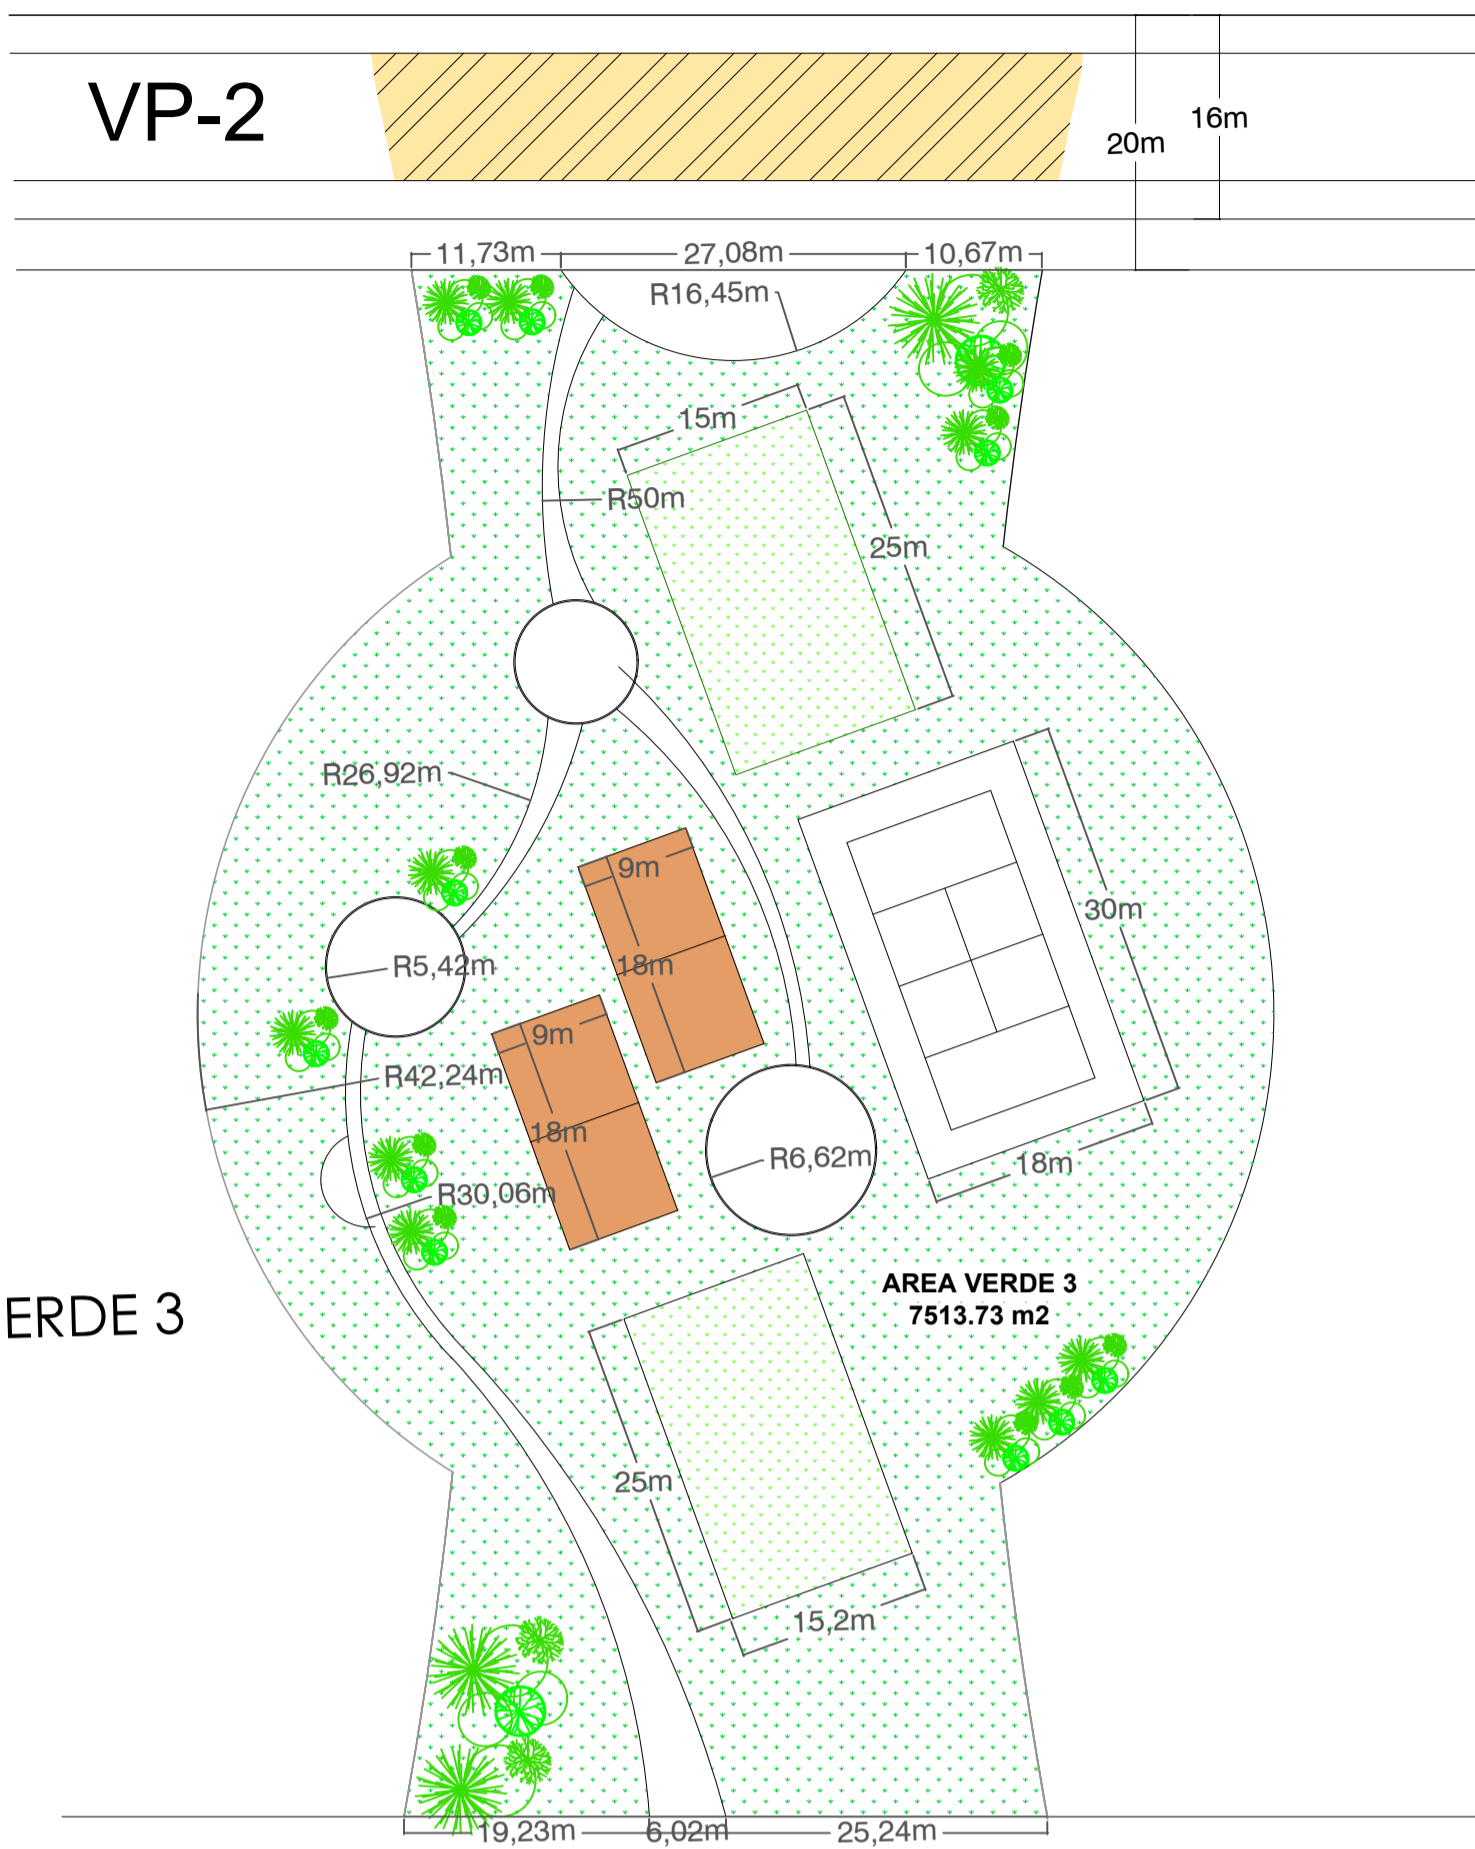 VP-2
16m
20m
11,73m
27,08m
10,67m
R16,45m
15m
R50m
25m
R26,92m
9m
30m
R5,42m
18m
9m
R42,24m
18m
R6,62m
18m
R30,06m
AREA VERDE 3
7513.73 m2
ERDE 3
25m
15,2m
19,23m
6,02m
25,24m